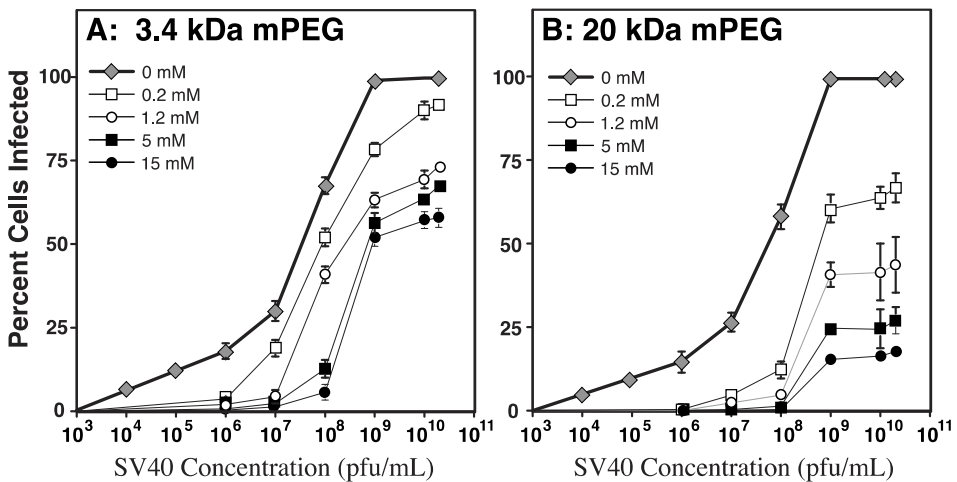 A: 3.4 kDa mPEG
Percent Cells Infected
100
75
50
25
0
0 mM
0.2 mM
1.2 mM
5 mM
15 mM
10³ 10⁴ 10⁵ 10⁶ 10⁷ 10⁸ 10⁹ 10¹⁰ 10¹¹
SV40 Concentration (pfu/mL)
B: 20 kDa mPEG
100
75
50
25
0
0 mM
0.2 mM
1.2 mM
5 mM
15 mM
10³ 10⁴ 10⁵ 10⁶ 10⁷ 10⁸ 10⁹ 10¹⁰ 10¹¹
SV40 Concentration (pfu/mL)